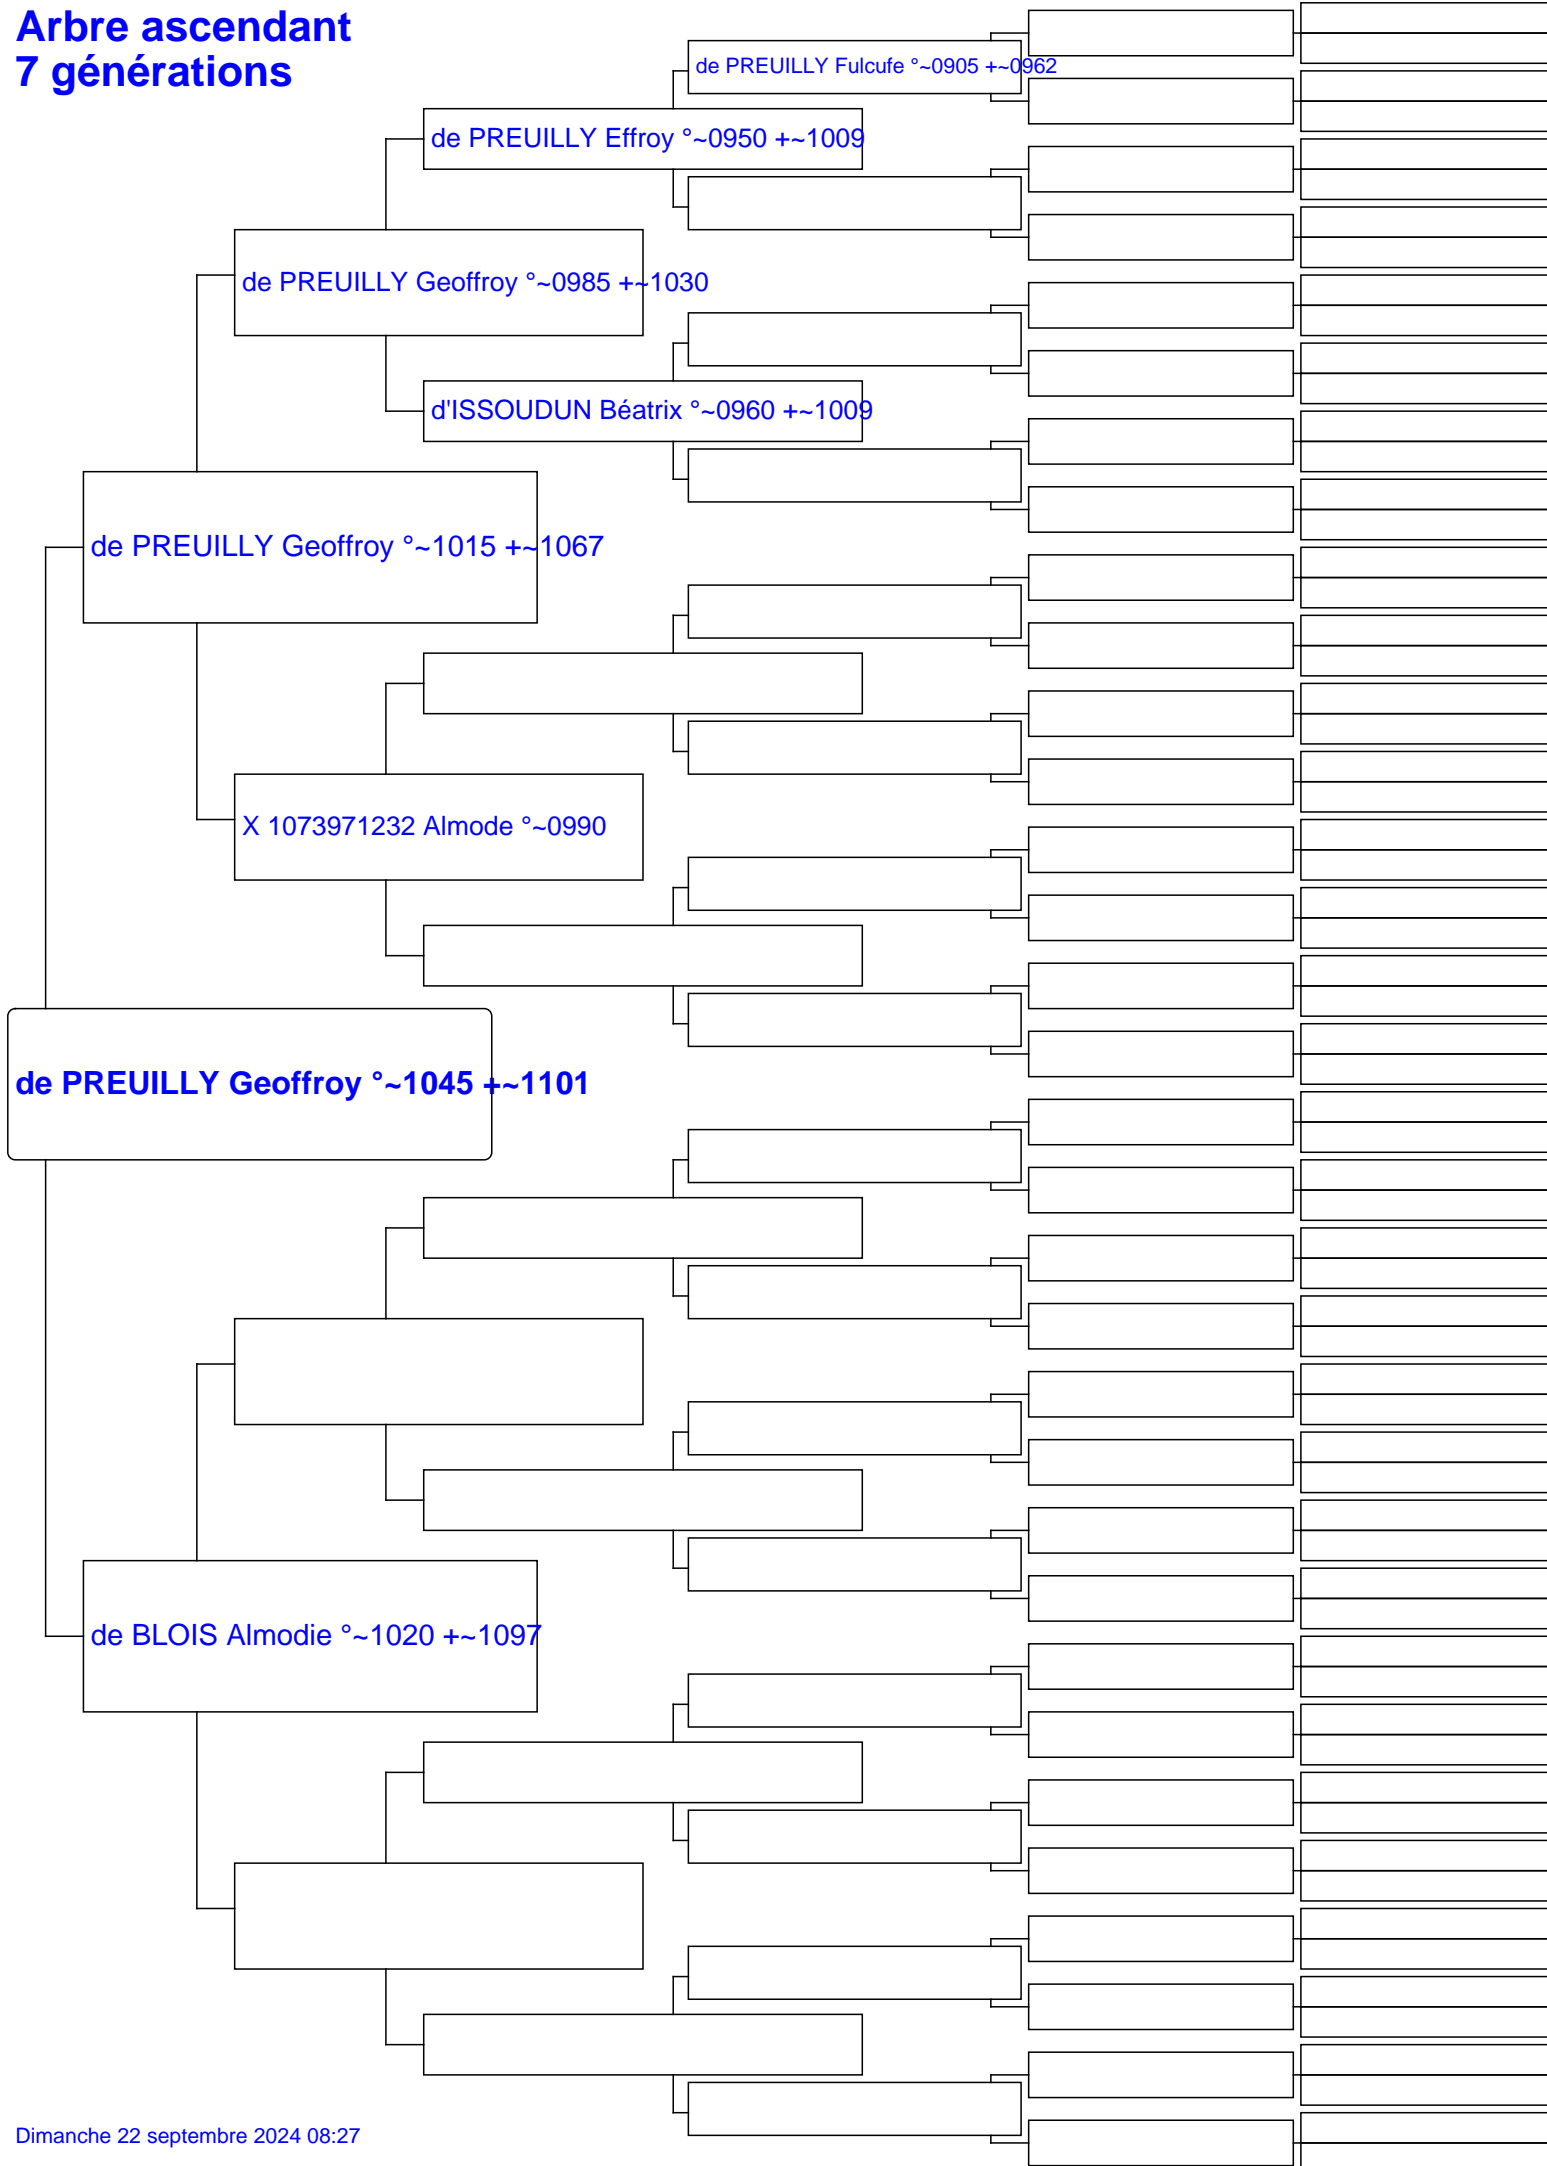 Arbre ascendant
7 générations
de PREUILLY Fulcufe °~0905 +~0962
de PREUILLY Effroy °~0950 +~1009
de PREUILLY Geoffroy °~0985 +~1030
d'ISSOUDUN Béatrix °~0960 +~1009
de PREUILLY Geoffroy °~1015 +~1067
X 1073971232 Almode °~0990
de PREUILLY Geoffroy °~1045 +~1101
de BLOIS Almodie °~1020 +~1097
Dimanche 22 septembre 2024 08:27